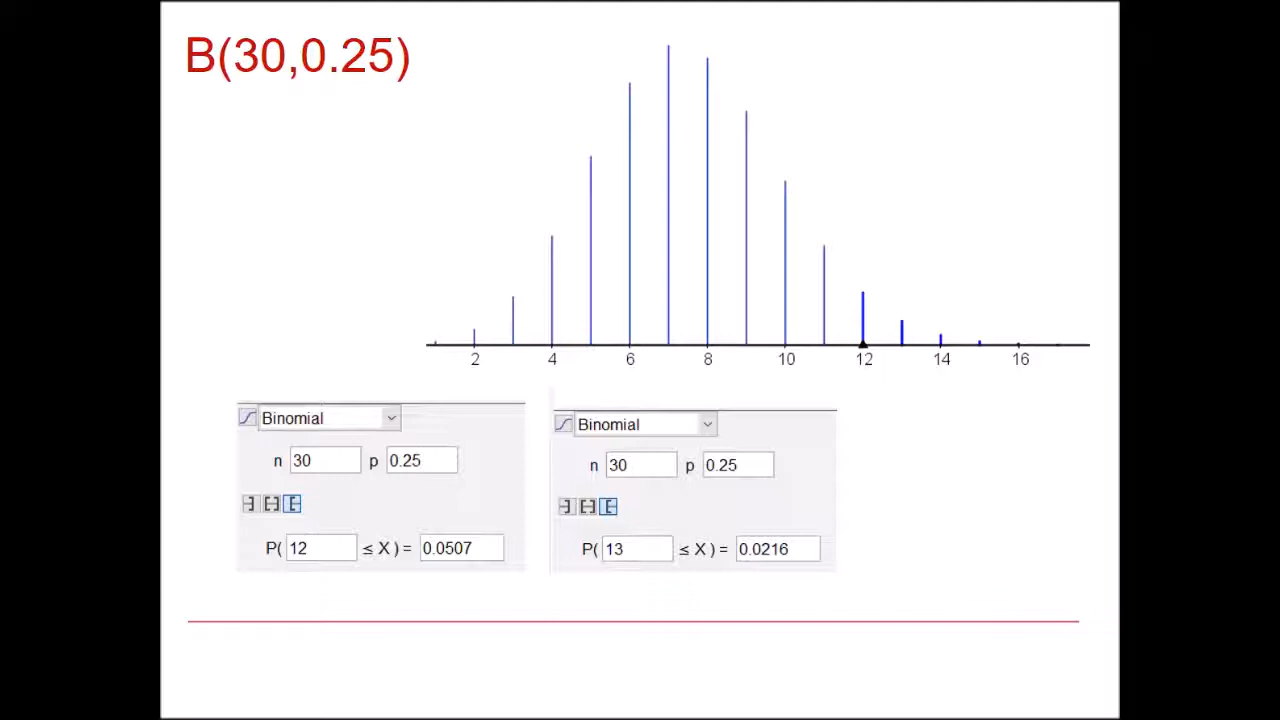 B(30,0.25)
2 4 6 8 10 12 14 16
Binomial
n 30 p 0.25
P( 12 ≤ X ) = 0.0507
Binomial
n 30 p 0.25
P( 13 ≤ X ) = 0.0216